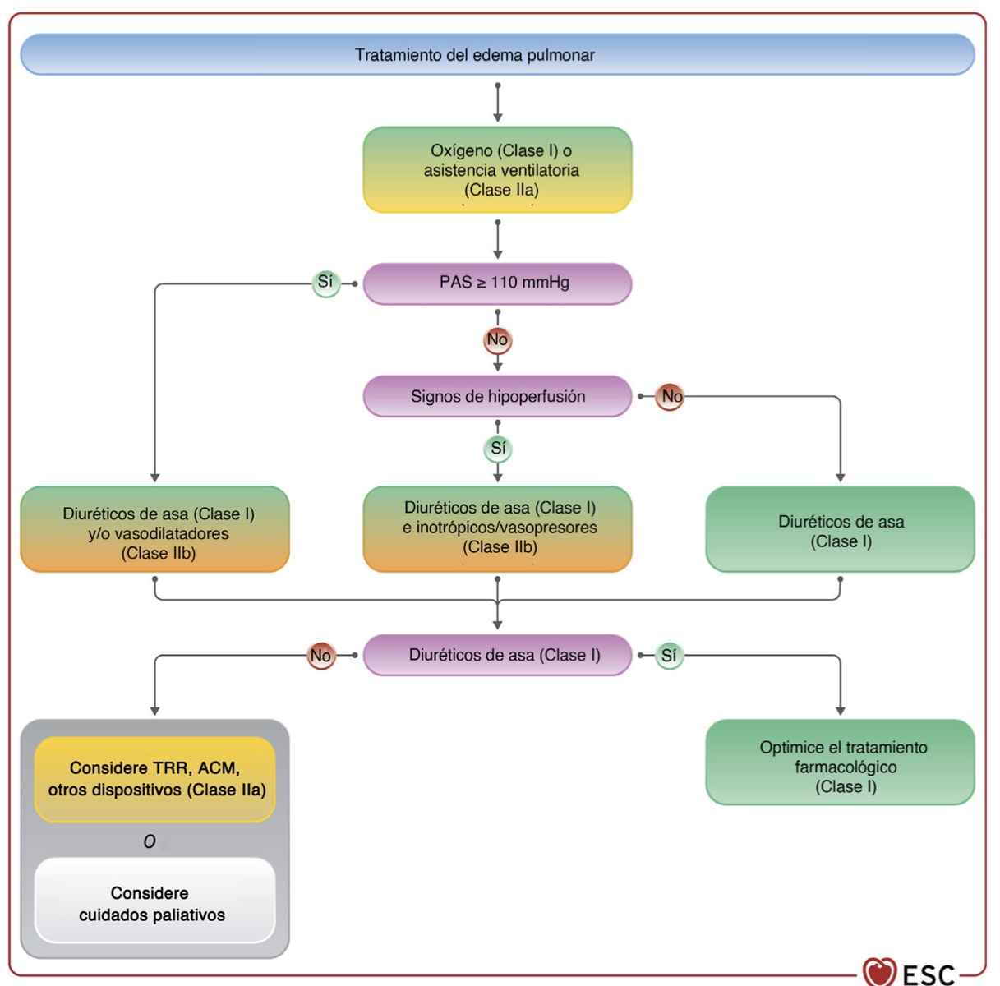 Tratamiento del edema pulmonar
Oxígeno (Clase I) o
asistencia ventilatoria
(Clase IIa)
Sí
PAS ≥ 110 mmHg
No
Signos de hipoperfusión
No
Sí
Diuréticos de asa (Clase I)
y/o vasodilatadores
(Clase IIb)
Diuréticos de asa (Clase I)
e inotrópicos/vasopresores
(Clase IIb)
Diuréticos de asa
(Clase I)
No
Diuréticos de asa (Clase I)
Sí
Considere TRR, ACM,
otros dispositivos (Clase IIa)
O
Considere
cuidados paliativos
Optimice el tratamiento
farmacológico
(Clase I)
ESC